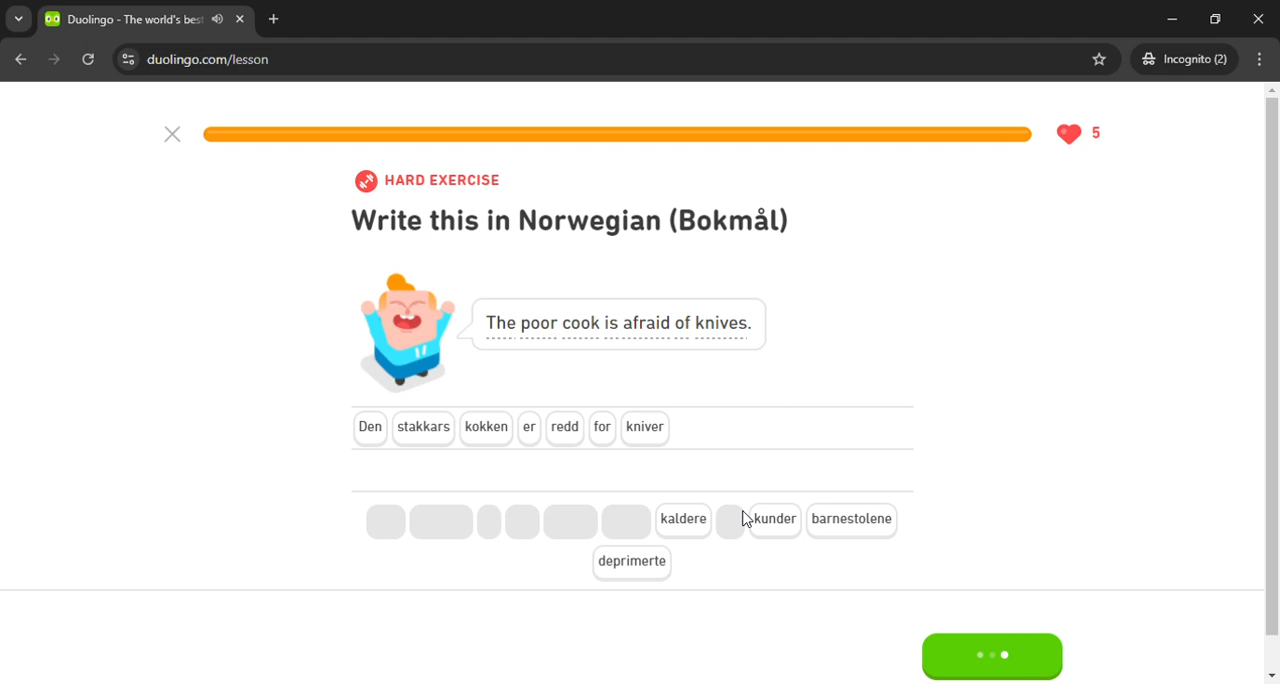 Duolingo - The world's best
duolingo.com/lesson
Incognito (2)
5
HARD EXERCISE
Write this in Norwegian (Bokmål)
The poor cook is afraid of knives.
Den stakkars kokken er redd for kniver
kaldere kunder barnestolene
deprimerte